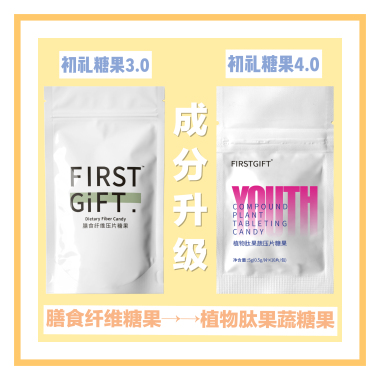 初礼糖果3.0
初礼糖果4.0
成分升级
FIRST
GiFT.
Dietary Fiber Candy
膳食纤维压片糖果
FIRSTGIFT
YOUTH
COMPOUND
PLANT
TABLETING
CANDY
植物肽果蔬压片糖果
膳食纤维糖果→→植物肽果蔬糖果